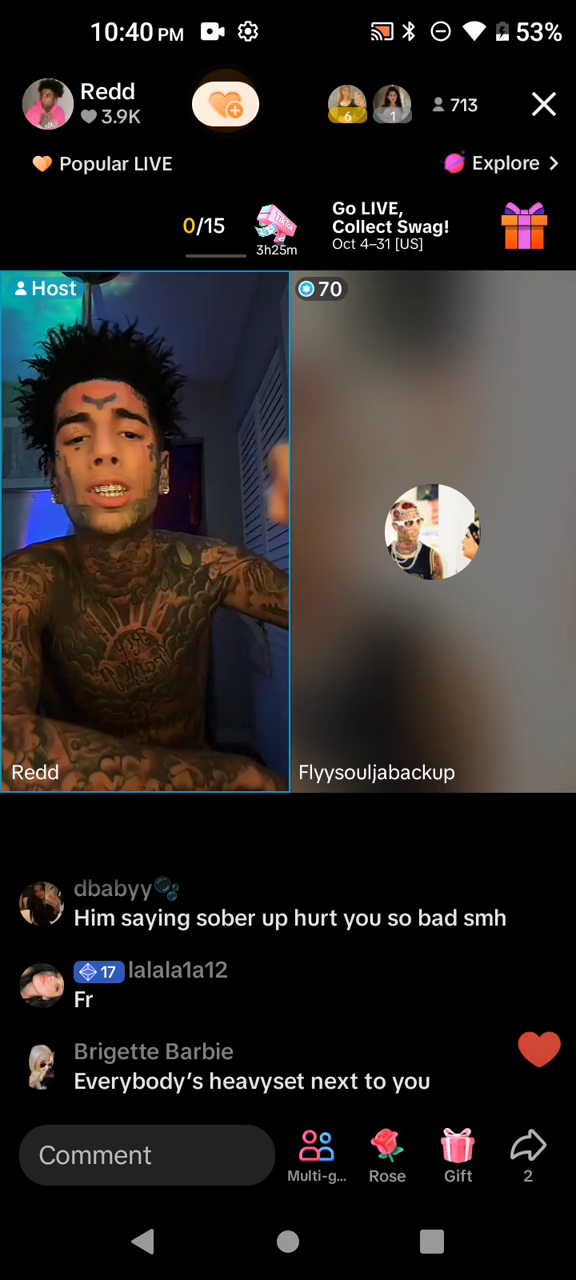 10:40 PM
53%
Redd
3.9K
6
1
713
Popular LIVE
Explore
0/15
3h25m
Go LIVE,
Collect Swag!
Oct 4–31 [US]
Host
70
Redd
Flyysouljabackup
dbabyy
Him saying sober up hurt you so bad smh
17 lalala1a12
Fr
Brigette Barbie
Everybody’s heavyset next to you
Comment
Multi-g...
Rose
Gift
2